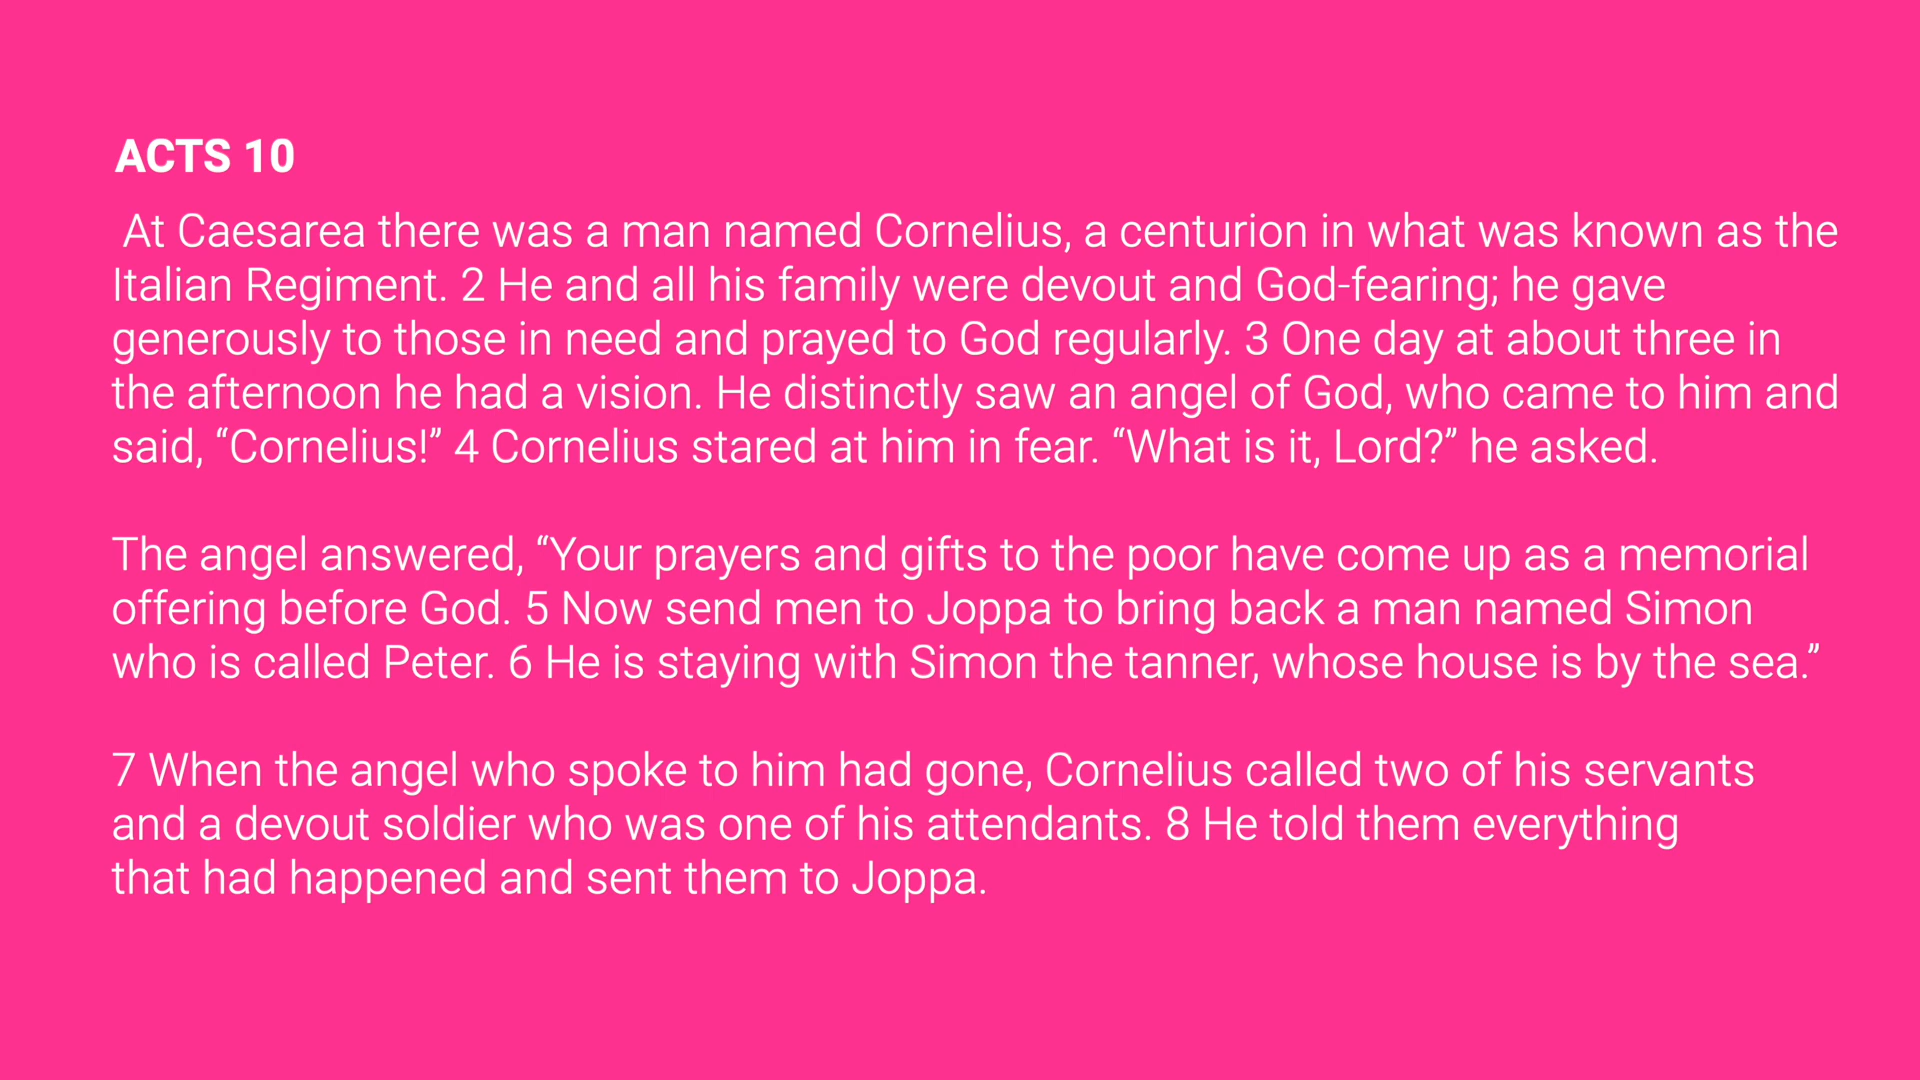 ACTS 10
At Caesarea there was a man named Cornelius, a centurion in what was known as the
Italian Regiment. 2 He and all his family were devout and God-fearing; he gave
generously to those in need and prayed to God regularly. 3 One day at about three in
the afternoon he had a vision. He distinctly saw an angel of God, who came to him and
said, “Cornelius!” 4 Cornelius stared at him in fear. “What is it, Lord?” he asked.
The angel answered, “Your prayers and gifts to the poor have come up as a memorial
offering before God. 5 Now send men to Joppa to bring back a man named Simon
who is called Peter. 6 He is staying with Simon the tanner, whose house is by the sea.”
7 When the angel who spoke to him had gone, Cornelius called two of his servants
and a devout soldier who was one of his attendants. 8 He told them everything
that had happened and sent them to Joppa.